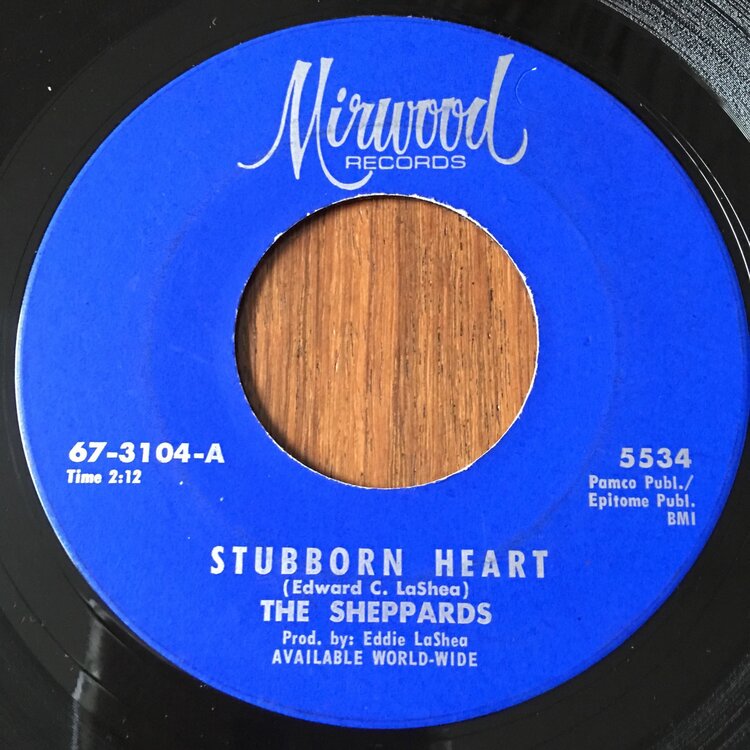 Mirwood
RECORDS
67-3104-A
Time 2:12
5534
Pamco Publ./
Epitome Publ.
BMI
STUBBORN HEART
(Edward C. LaShea)
THE SHEPPARDS
Prod. by: Eddie LaShea
AVAILABLE WORLD-WIDE